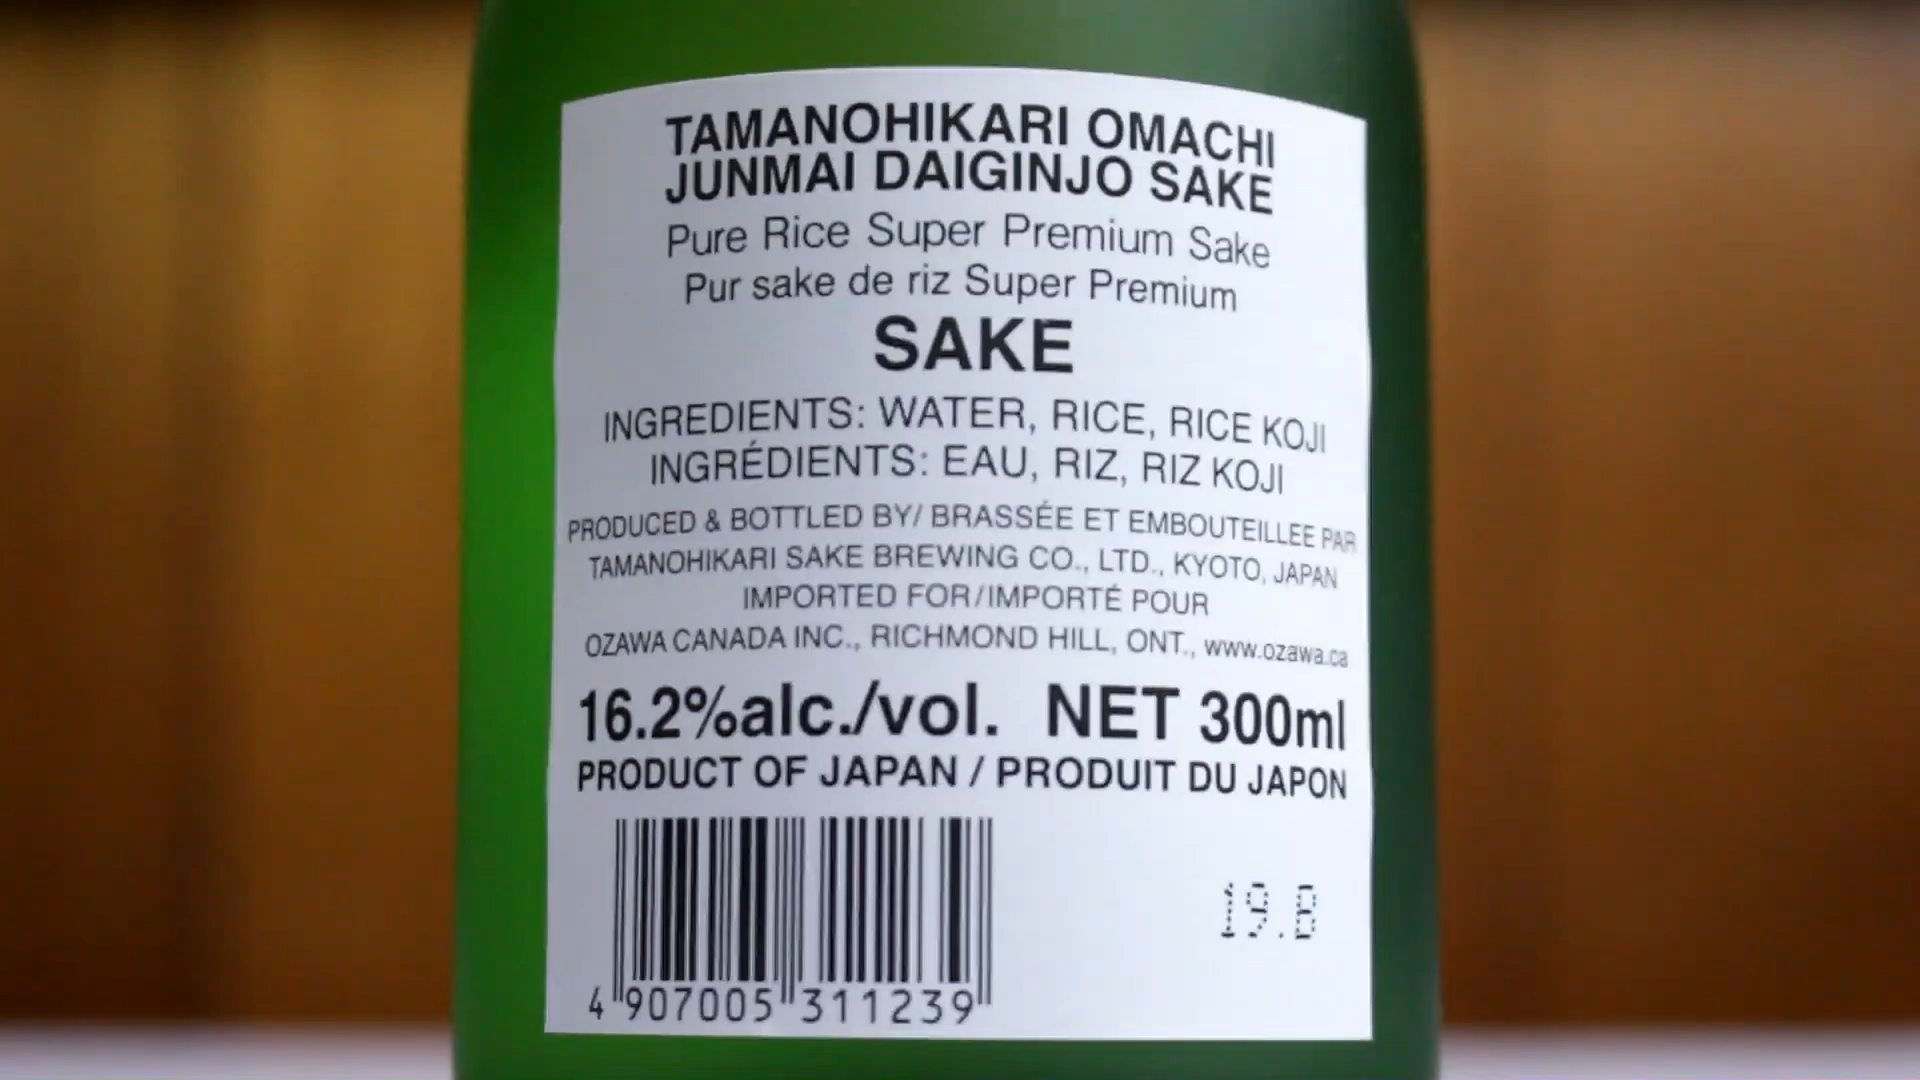 TAMANOHIKARI OMACHI
JUNMAI DAIGINJO SAKE
Pure Rice Super Premium Sake
Pur sake de riz Super Premium
SAKE
INGREDIENTS: WATER, RICE, RICE KOJI
INGRÉDIENTS: EAU, RIZ, RIZ KOJI
PRODUCED & BOTTLED BY/ BRASSÉE ET EMBOUTEILLEE PAR
TAMANOHIKARI SAKE BREWING CO., LTD., KYOTO, JAPAN
IMPORTED FOR/IMPORTÉ POUR
OZAWA CANADA INC., RICHMOND HILL, ONT., www.ozawa.ca
16.2%alc./vol. NET 300ml
PRODUCT OF JAPAN / PRODUIT DU JAPON
19.B
4 907005 311239